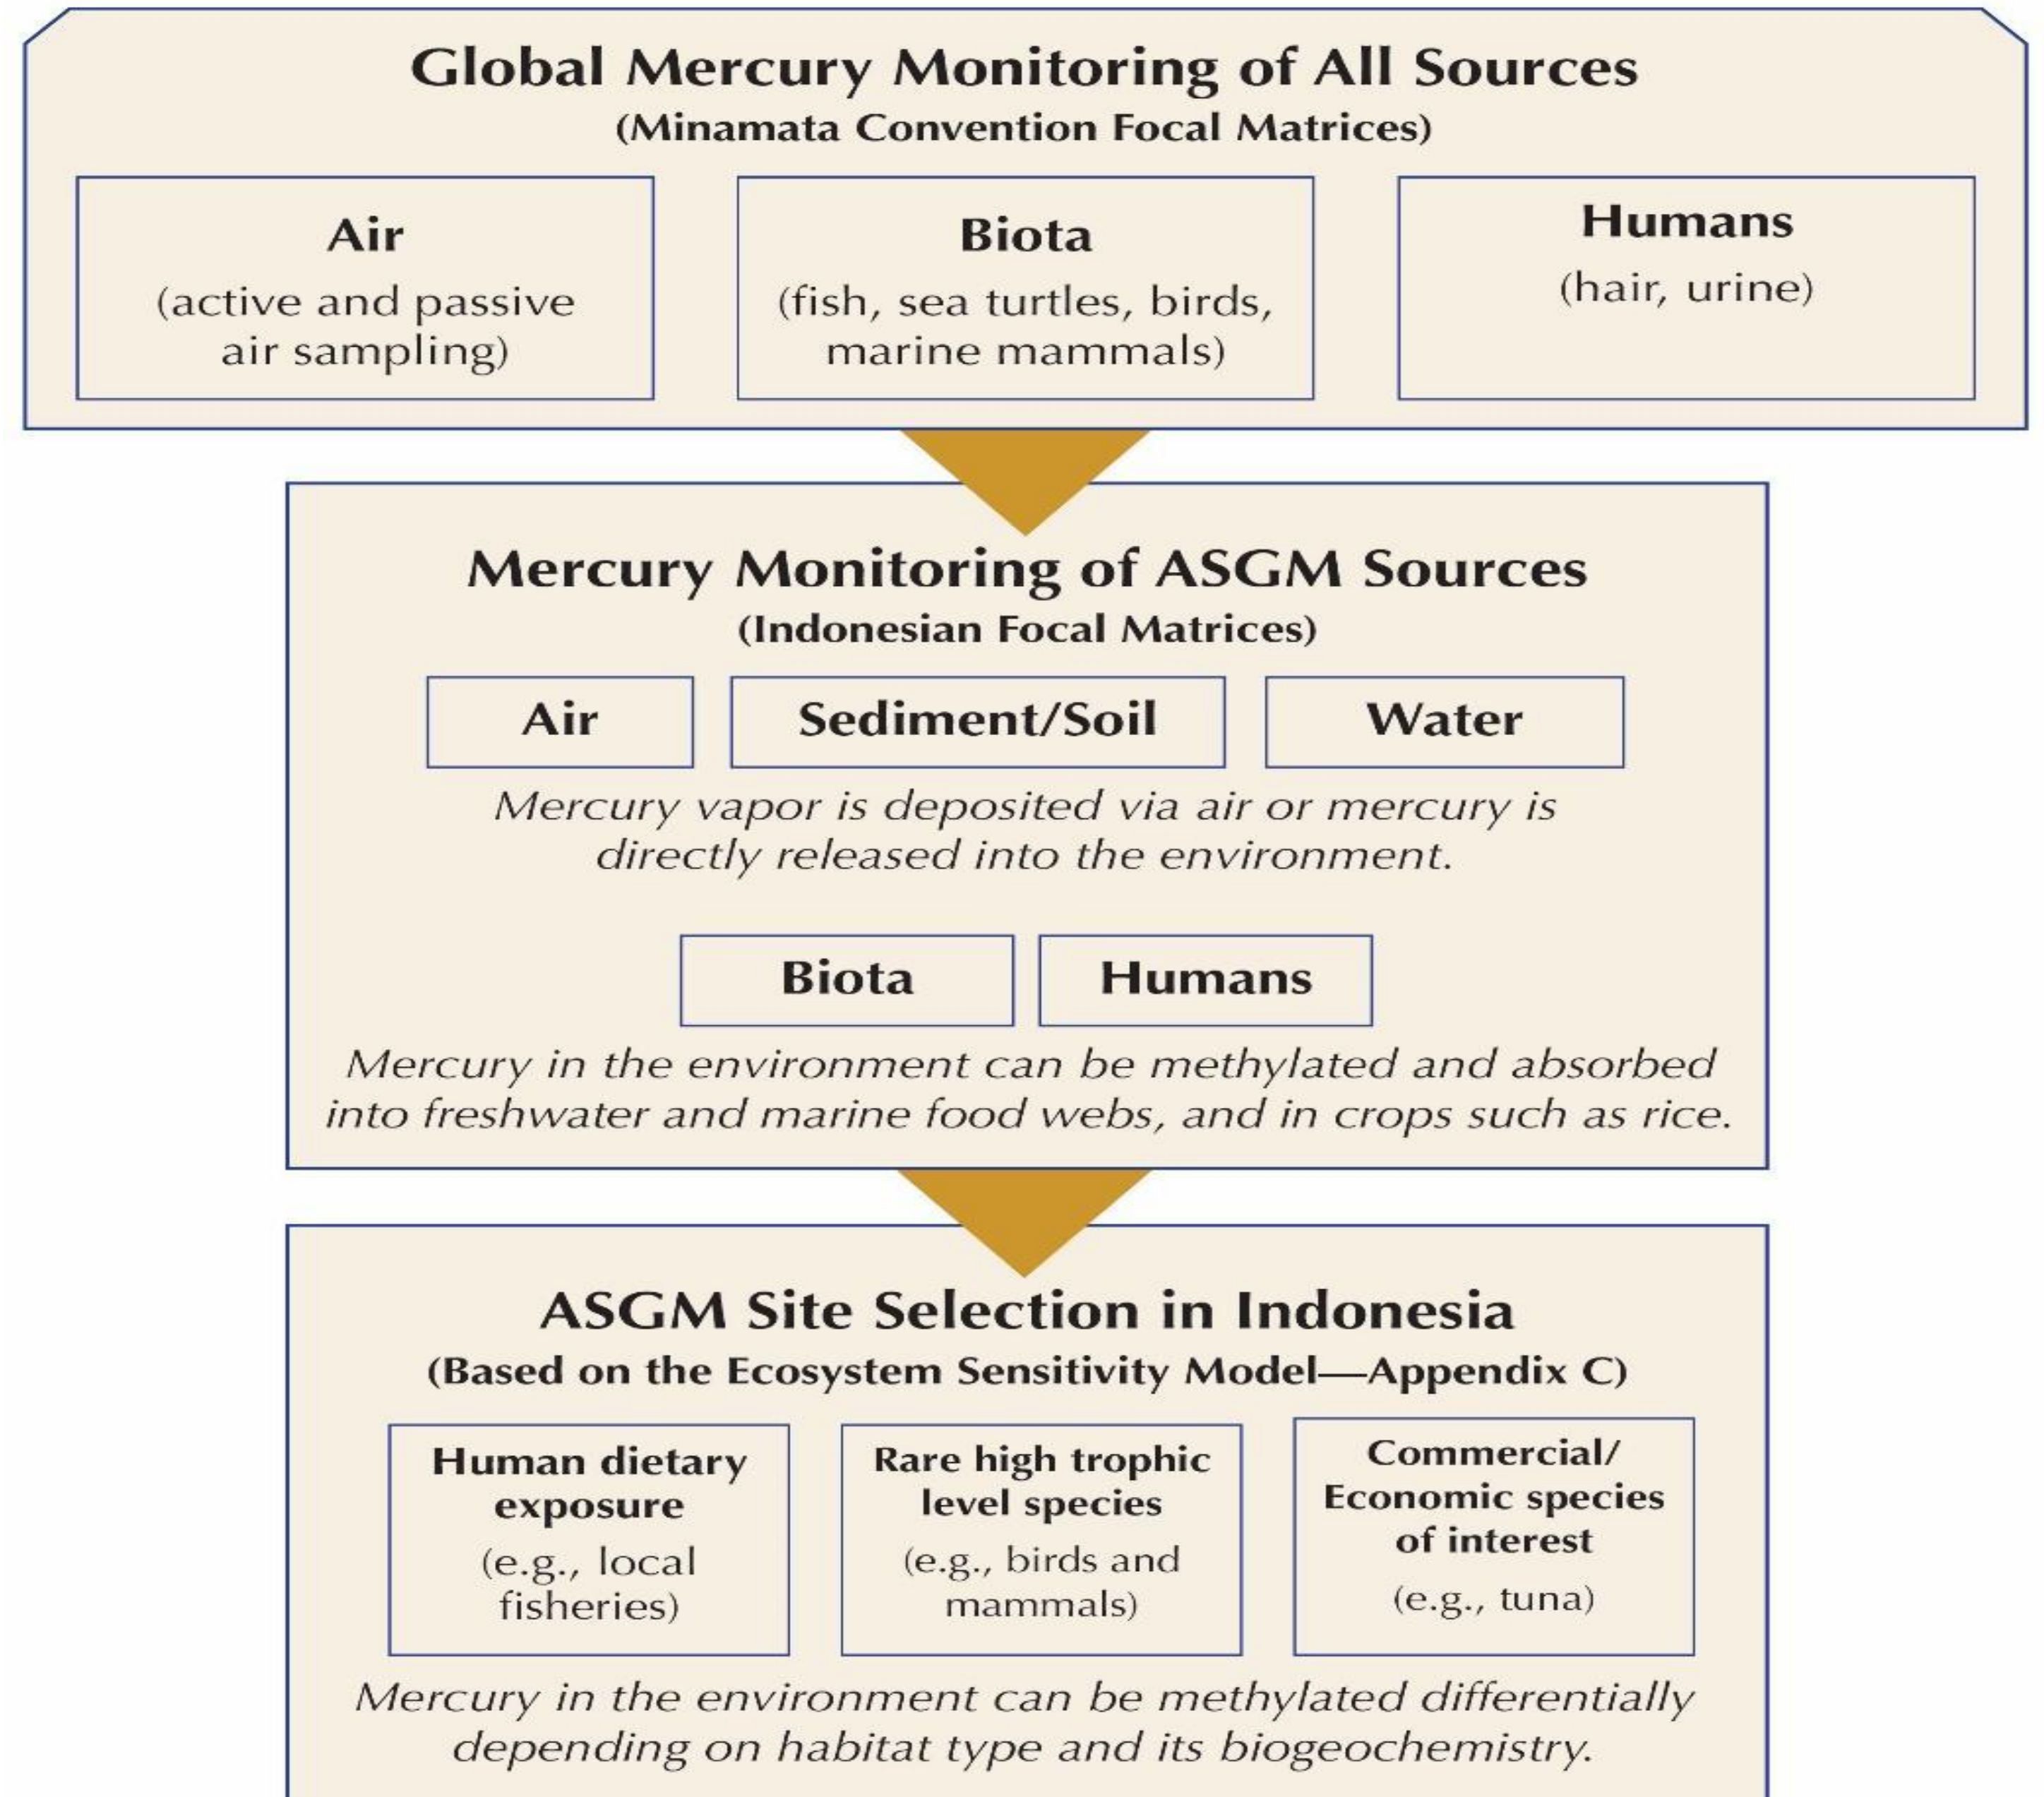 Global Mercury Monitoring of All Sources
(Minamata Convention Focal Matrices)
Air
(active and passive
air sampling)
Biota
(fish, sea turtles, birds,
marine mammals)
Humans
(hair, urine)
Mercury Monitoring of ASGM Sources
(Indonesian Focal Matrices)
Air
Sediment/Soil
Water
Mercury vapor is deposited via air or mercury is
directly released into the environment.
Biota
Humans
Mercury in the environment can be methylated and absorbed
into freshwater and marine food webs, and in crops such as rice.
ASGM Site Selection in Indonesia
(Based on the Ecosystem Sensitivity Model—Appendix C)
Human dietary
exposure
(e.g., local
fisheries)
Rare high trophic
level species
(e.g., birds and
mammals)
Commercial/
Economic species
of interest
(e.g., tuna)
Mercury in the environment can be methylated differentially
depending on habitat type and its biogeochemistry.